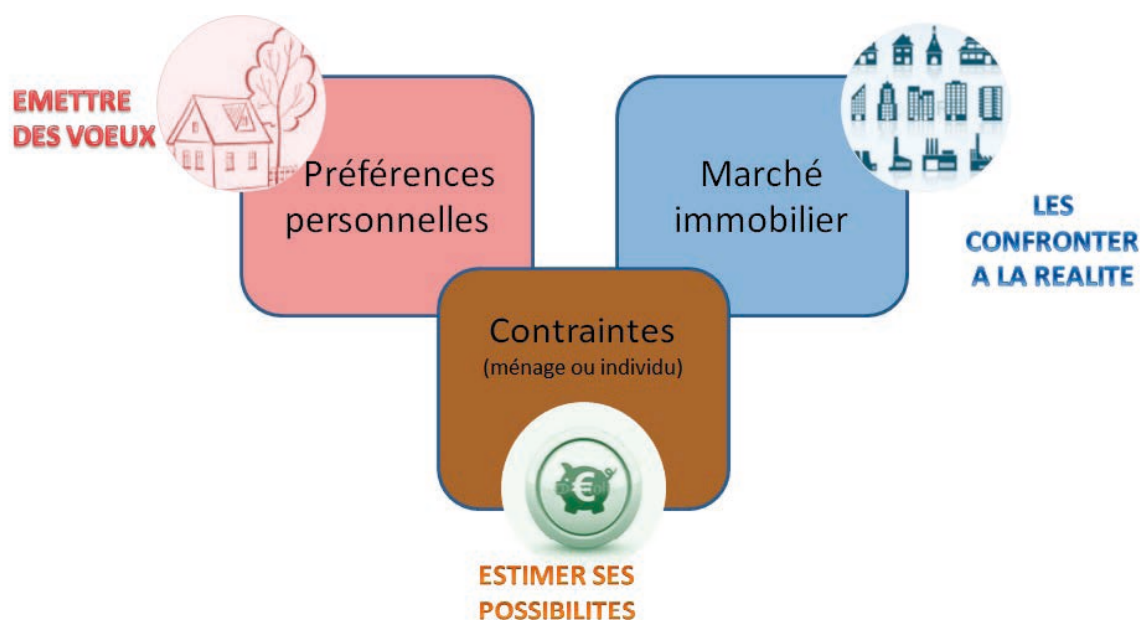 EMETTRE
DES VOEUX
Préférences
personnelles
Marché
immobilier
LES
CONFRONTER
A LA REALITE
Contraintes
(ménage ou individu)
€
ESTIMER SES
POSSIBILITES